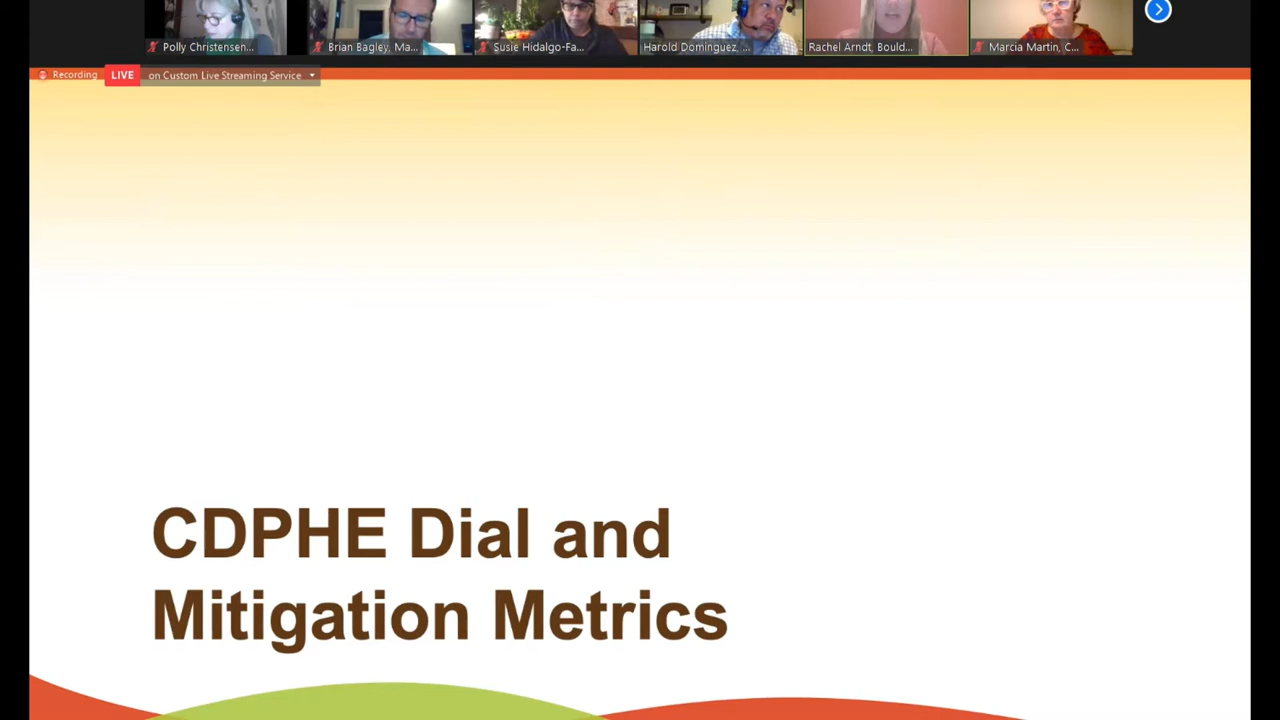 Polly Christensen...
Brian Bagley, Ma...
Susie Hidalgo-Fa...
Harold Dominguez, ...
Rachel Arndt, Bould...
Marcia Martin, C...
Recording
LIVE
on Custom Live Streaming Service
CDPHE Dial and
Mitigation Metrics